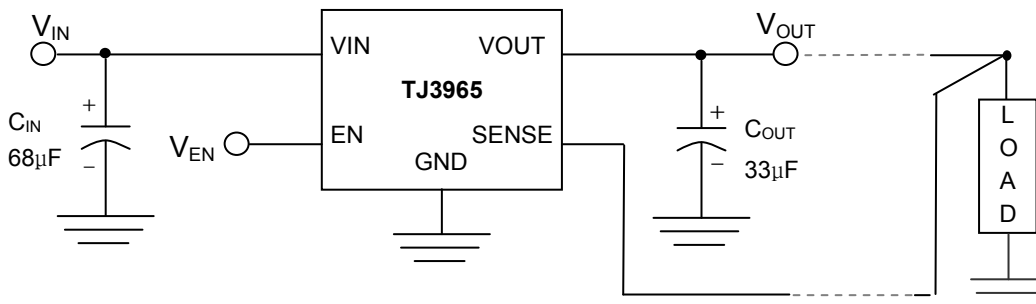 VIN
VOUT
VIN
VOUT
TJ3965
+
+
CIN
68µF
COUT
33µF
EN
SENSE
VEN
GND
−
−
L
O
A
D